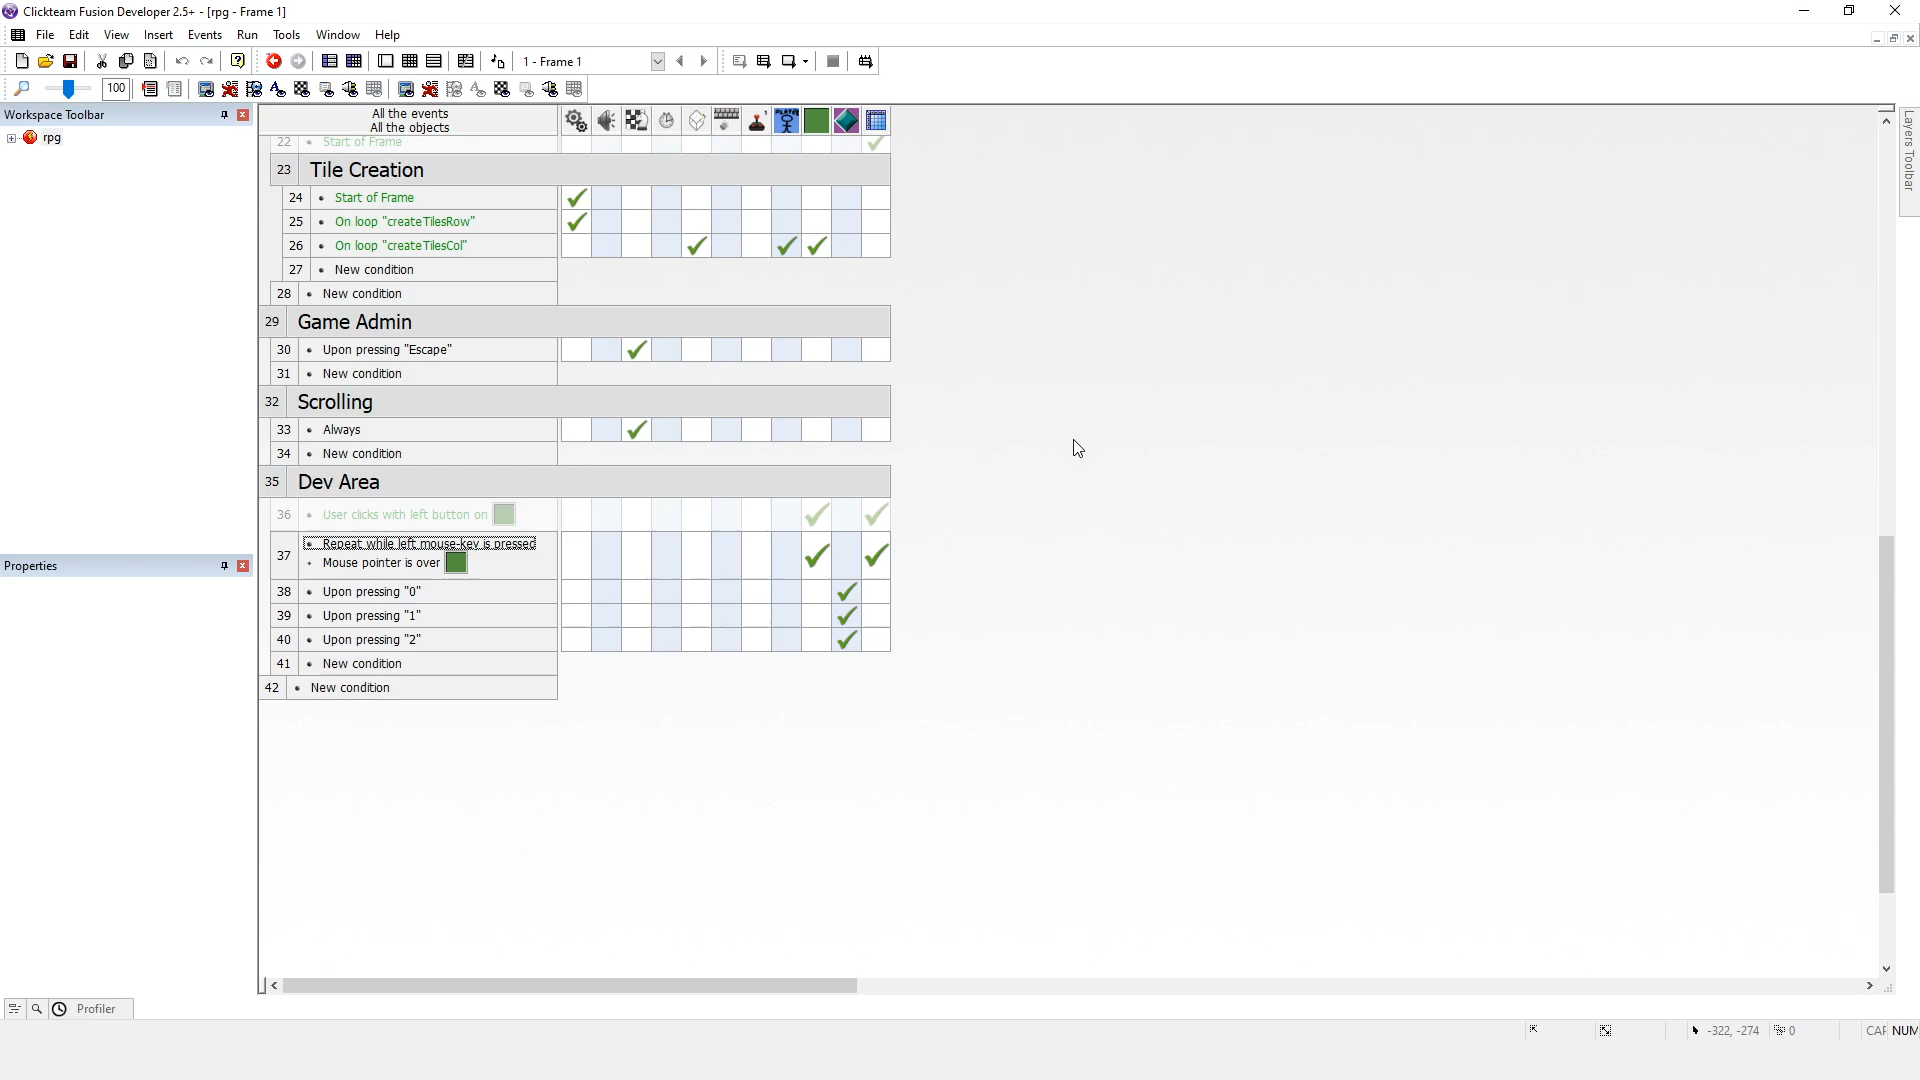 Clickteam Fusion Developer 2.5+ - [rpg - Frame 1]
File Edit View Insert Events Run Tools Window Help
1 - Frame 1
100
Workspace Toolbar
rpg
Properties
Layers Toolbar
All the events
All the objects
22 Start of Frame
23 Tile Creation
24 Start of Frame
25 On loop "createTilesRow"
26 On loop "createTilesCol"
27 New condition
28 New condition
29 Game Admin
30 Upon pressing "Escape"
31 New condition
32 Scrolling
33 Always
34 New condition
35 Dev Area
36 User clicks with left button on
37 Repeat while left mouse-key is pressed
+ Mouse pointer is over
38 Upon pressing "0"
39 Upon pressing "1"
40 Upon pressing "2"
41 New condition
42 New condition
Profiler
-322, -274 0 CAP NUM